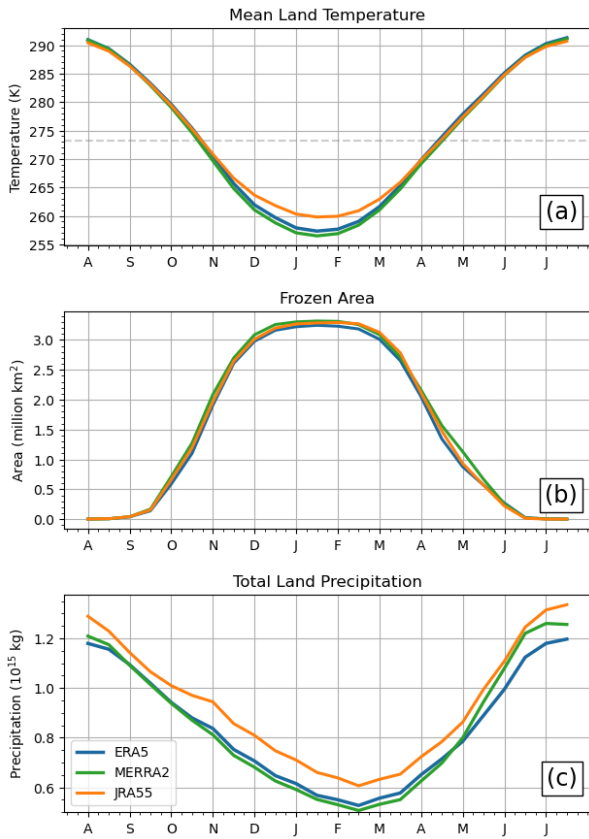 Mean Land Temperature
Temperature (K)
290
285
280
275
270
265
260
255
A S O N D J F M A M J J
(a)
Frozen Area
Area (million km²)
3.0
2.5
2.0
1.5
1.0
0.5
0.0
A S O N D J F M A M J J
(b)
Total Land Precipitation
Precipitation (10¹⁵ kg)
1.2
1.0
0.8
0.6
ERA5
MERRA2
JRA55
A S O N D J F M A M J J
(c)